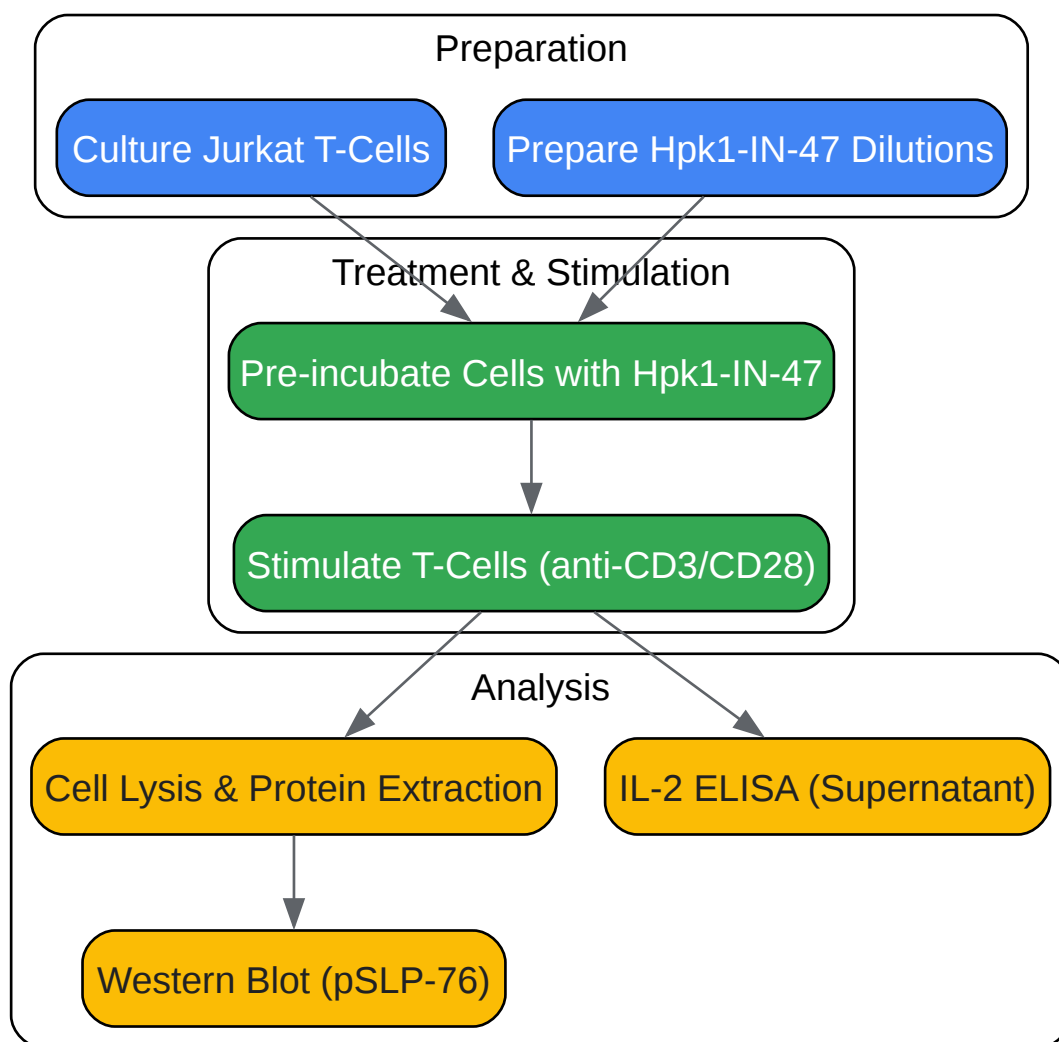 Preparation
Culture Jurkat T-Cells
Prepare Hpk1-IN-47 Dilutions
Treatment & Stimulation
Pre-incubate Cells with Hpk1-IN-47
Stimulate T-Cells (anti-CD3/CD28)
Analysis
Cell Lysis & Protein Extraction
IL-2 ELISA (Supernatant)
Western Blot (pSLP-76)